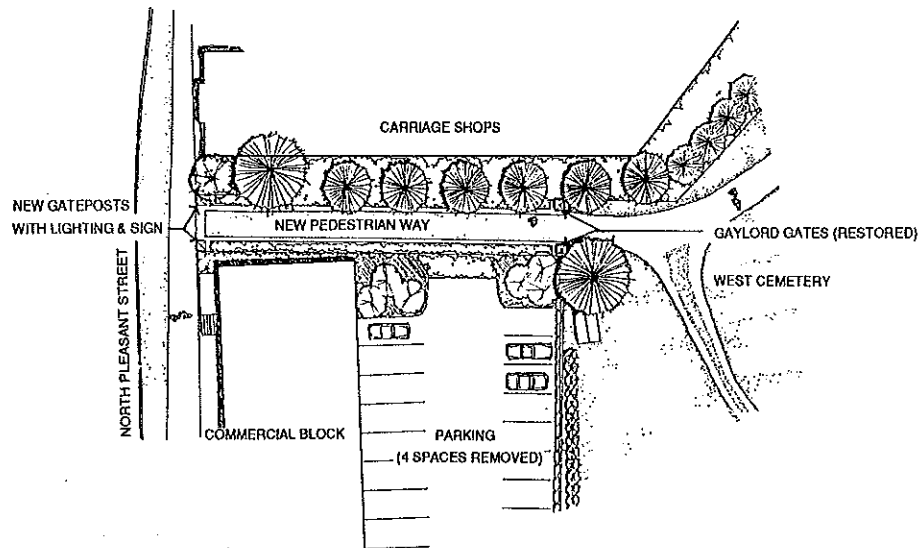 CARRIAGE SHOPS
NEW GATEPOSTS
WITH LIGHTING & SIGN
NEW PEDESTRIAN WAY
GAYLORD GATES (RESTORED)
WEST CEMETERY
NORTH PLEASANT STREET
COMMERCIAL BLOCK
PARKING
(4 SPACES REMOVED)